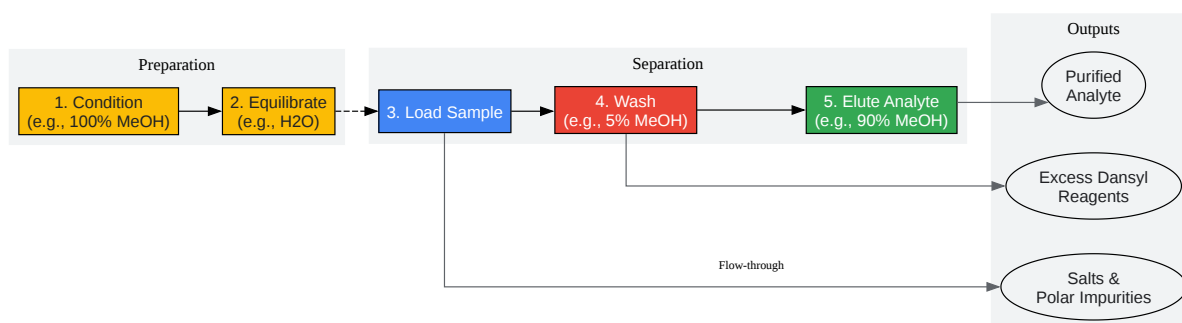 Preparation
1. Condition
(e.g., 100% MeOH)
2. Equilibrate
(e.g., H2O)
Separation
3. Load Sample
4. Wash
(e.g., 5% MeOH)
5. Elute Analyte
(e.g., 90% MeOH)
Outputs
Purified
Analyte
Excess Dansyl
Reagents
Flow-through
Salts &
Polar Impurities